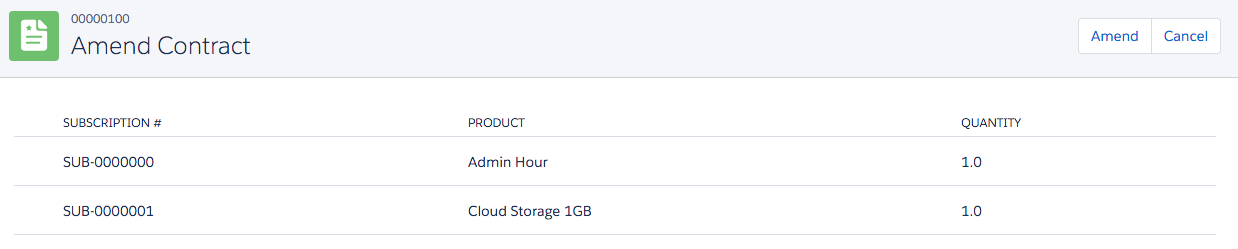 00000100
Amend Contract
Amend Cancel
SUBSCRIPTION # PRODUCT QUANTITY
SUB-0000000 Admin Hour 1.0
SUB-0000001 Cloud Storage 1GB 1.0